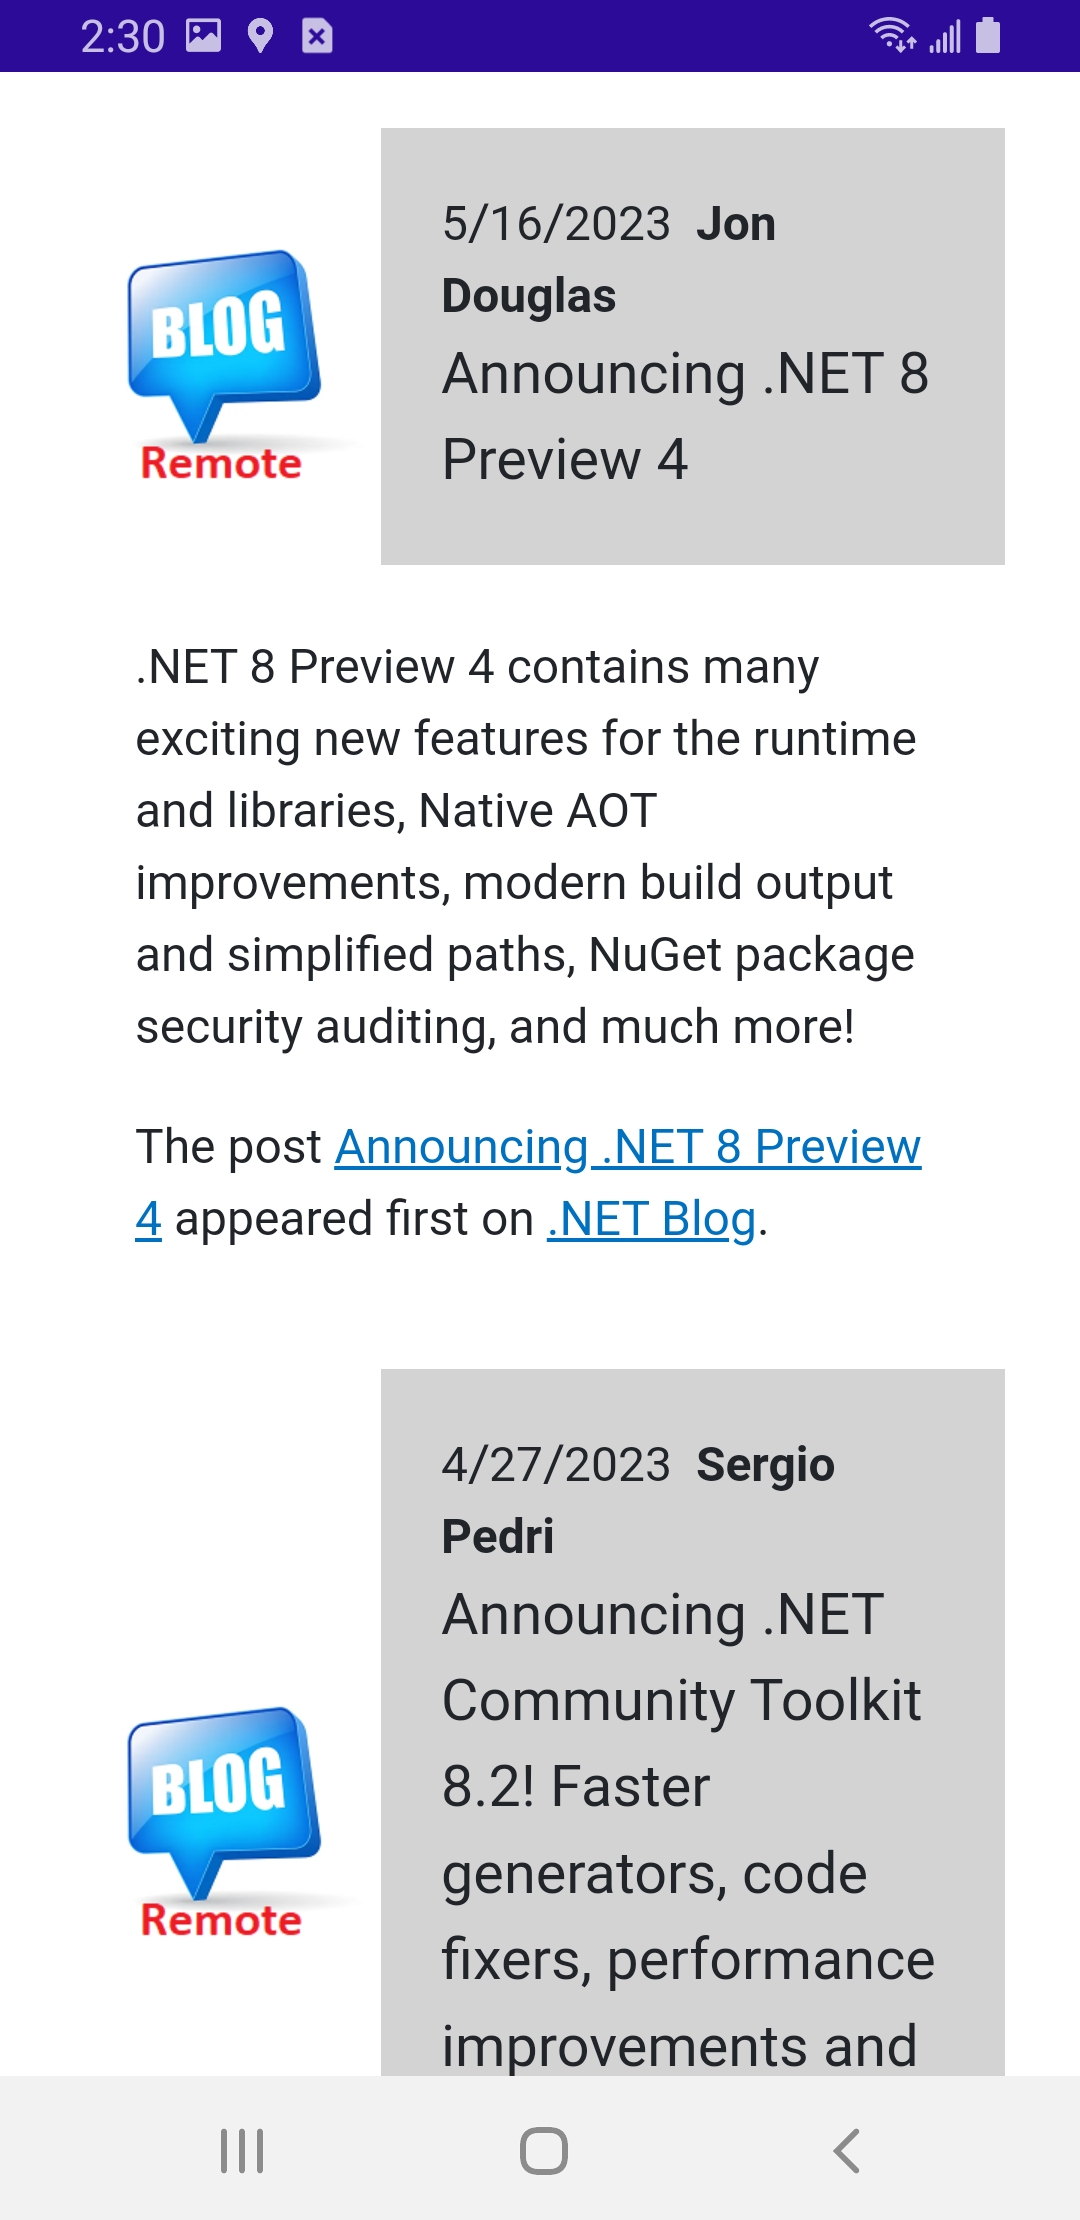 2:30
5/16/2023 Jon
Douglas
Announcing .NET 8
Preview 4
BLOG
Remote
.NET 8 Preview 4 contains many
exciting new features for the runtime
and libraries, Native AOT
improvements, modern build output
and simplified paths, NuGet package
security auditing, and much more!
The post Announcing .NET 8 Preview
4 appeared first on .NET Blog.
4/27/2023 Sergio
Pedri
Announcing .NET
Community Toolkit
8.2! Faster
generators, code
fixers, performance
improvements and
BLOG
Remote